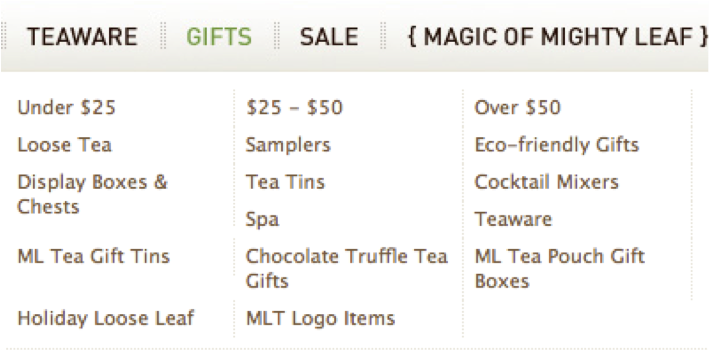 TEAWARE GIFTS SALE { MAGIC OF MIGHTY LEAF }
Under $25 $25 – $50 Over $50
Loose Tea Samplers Eco-friendly Gifts
Display Boxes & Tea Tins Cocktail Mixers
Chests
Spa Teaware
ML Tea Gift Tins Chocolate Truffle Tea ML Tea Pouch Gift
Gifts Boxes
Holiday Loose Leaf MLT Logo Items